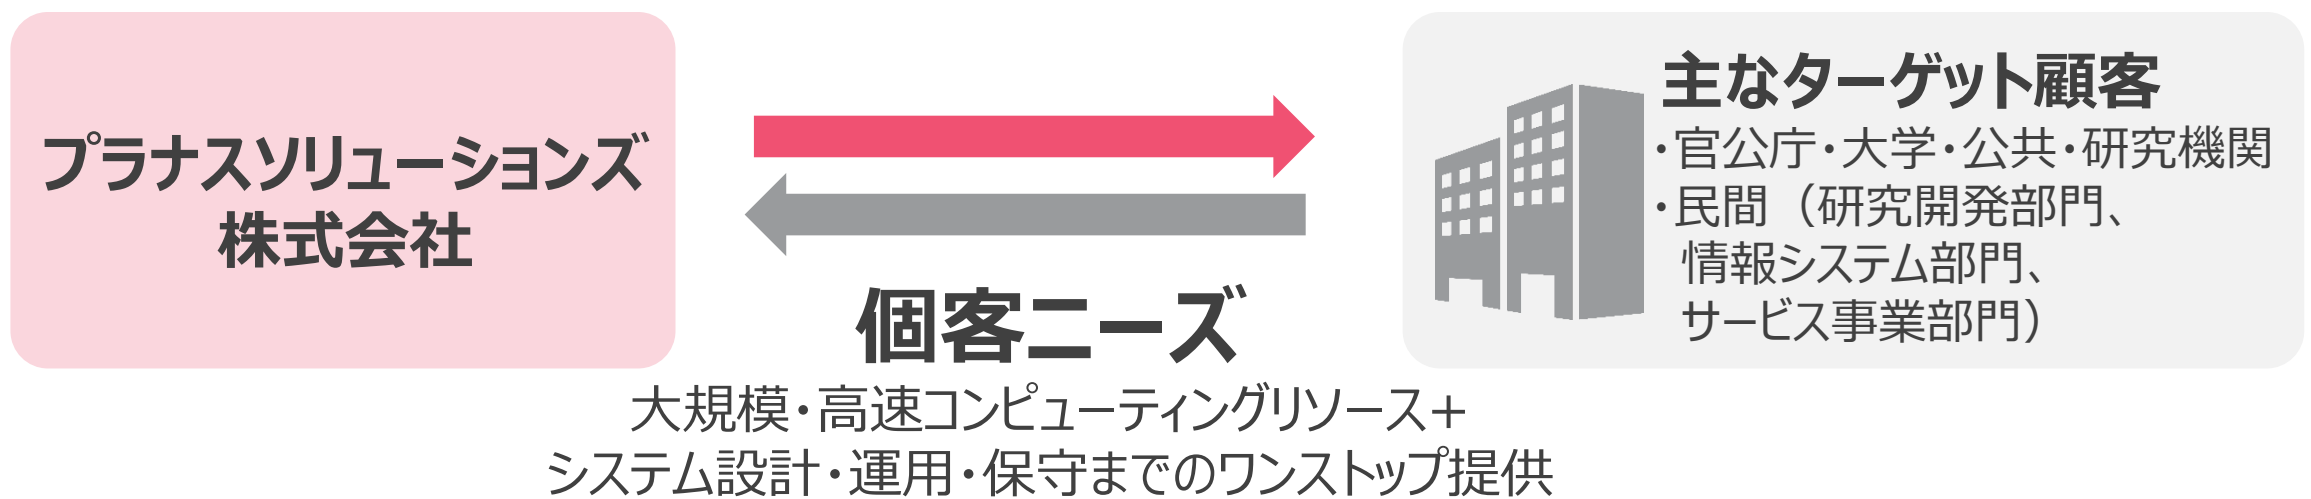 プラナスソリューションズ
株式会社
個客ニーズ
大規模・高速コンピューティングリソース+
システム設計・運用・保守までのワンストップ提供
主なターゲット顧客
・官公庁・大学・公共・研究機関
・民間（研究開発部門、
情報システム部門、
サービス事業部門）